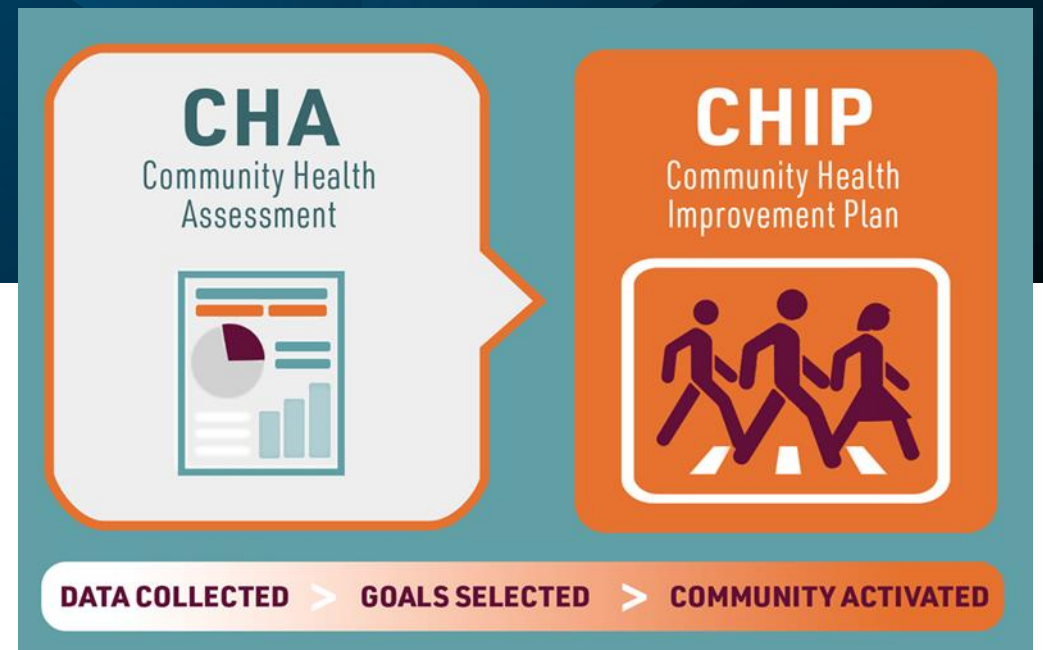 CHA
Community Health
Assessment
CHIP
Community Health
Improvement Plan
DATA COLLECTED > GOALS SELECTED > COMMUNITY ACTIVATED